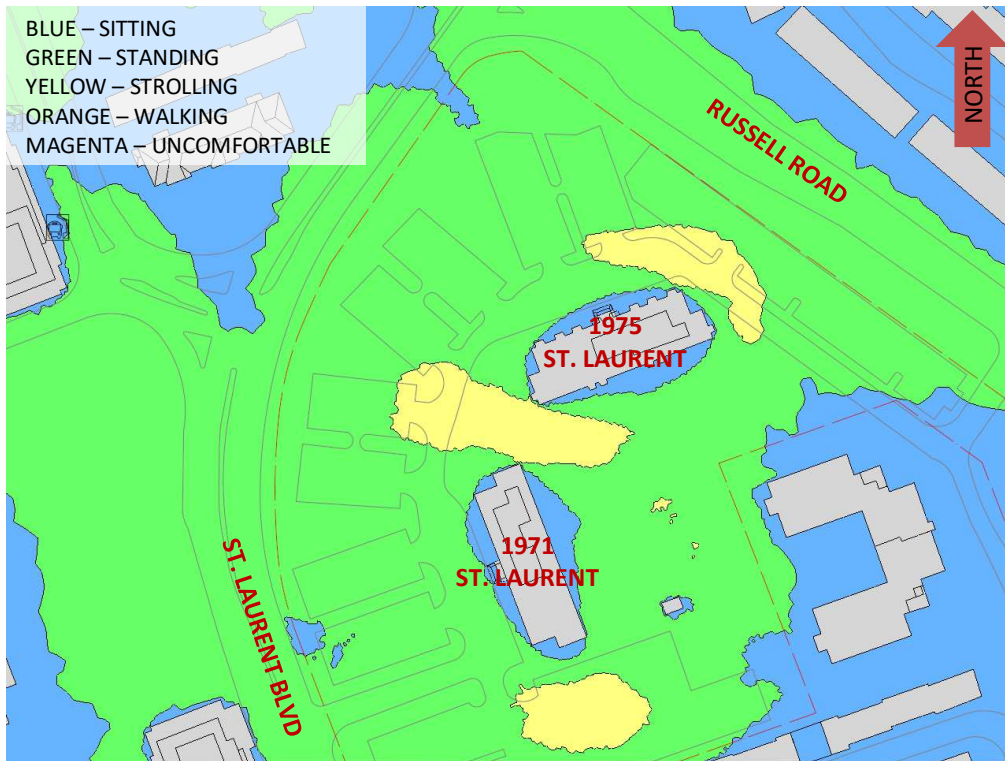 BLUE – SITTING
GREEN – STANDING
YELLOW – STROLLING
ORANGE – WALKING
MAGENTA – UNCOMFORTABLE
NORTH
RUSSELL ROAD
1975
ST. LAURENT
1971
ST. LAURENT
ST. LAURENT BLVD